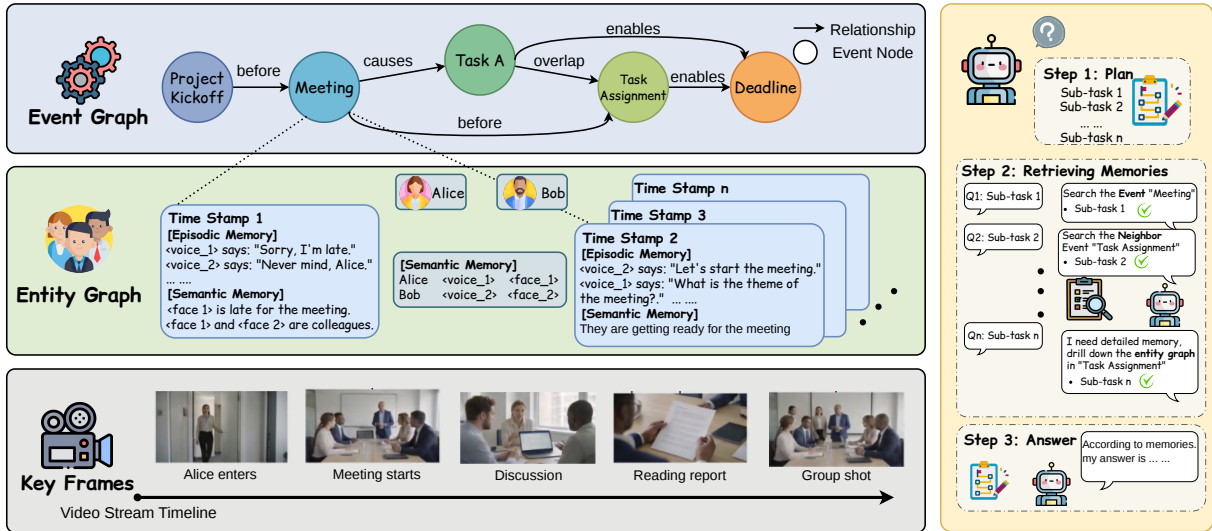 Event Graph
Project
Kickoff
before
Meeting
causes
Task A
enables
overlap
Task
Assignment
enables
Deadline
before
Relationship
Event Node
Entity Graph
Alice
Bob
Time Stamp 1
[Episodic Memory]
<voice_1> says: "Sorry, I'm late."
<voice_2> says: "Never mind, Alice."
... ....
[Semantic Memory]
<face 1> is late for the meeting.
<face 1> and <face 2> are colleagues.
[Semantic Memory]
Alice <voice_1> <face_1>
Bob <voice_2> <face_2>
Time Stamp n
Time Stamp 3
Time Stamp 2
[Episodic Memory]
<voice_2> says: "Let's start the meeting."
<voice_1> says: "What is the theme of
the meeting?." ... ....
[Semantic Memory]
They are getting ready for the meeting
Key Frames
Alice enters
Meeting starts
Discussion
Reading report
Group shot
Video Stream Timeline
Step 1: Plan
Sub-task 1
Sub-task 2
... ...
Sub-task n
Step 2: Retrieving Memories
Q1: Sub-task 1
Search the Event "Meeting"
• Sub-task 1
Q2: Sub-task 2
Search the Neighbor
Event "Task Assignment"
• Sub-task 2
Qn: Sub-task n
I need detailed memory,
drill down the entity graph
in "Task Assignment"
• Sub-task n
Step 3: Answer
According to memories.
my answer is ... ...